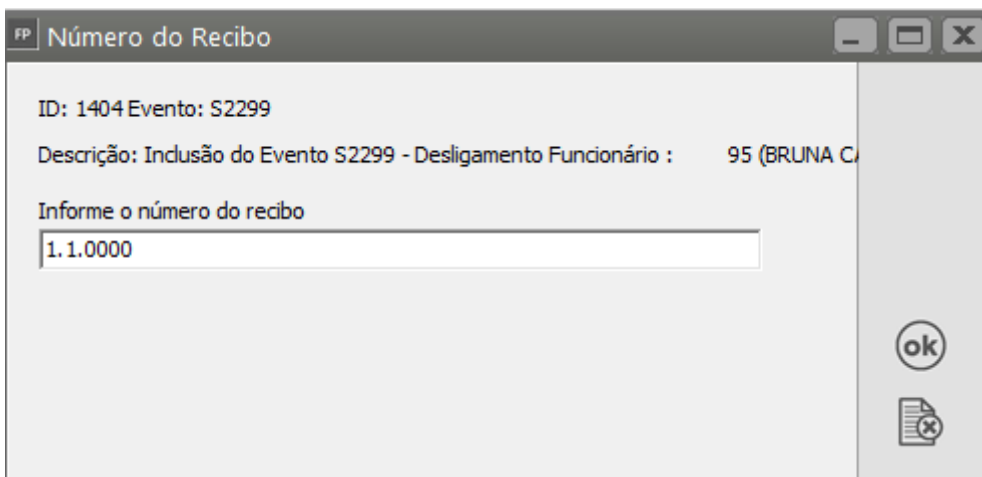 FP Número do Recibo
ID: 1404 Evento: S2299
Descrição: Inclusão do Evento S2299 - Desligamento Funcionário : 95 (BRUNA CA
Informe o número do recibo
1.1.0000
ok